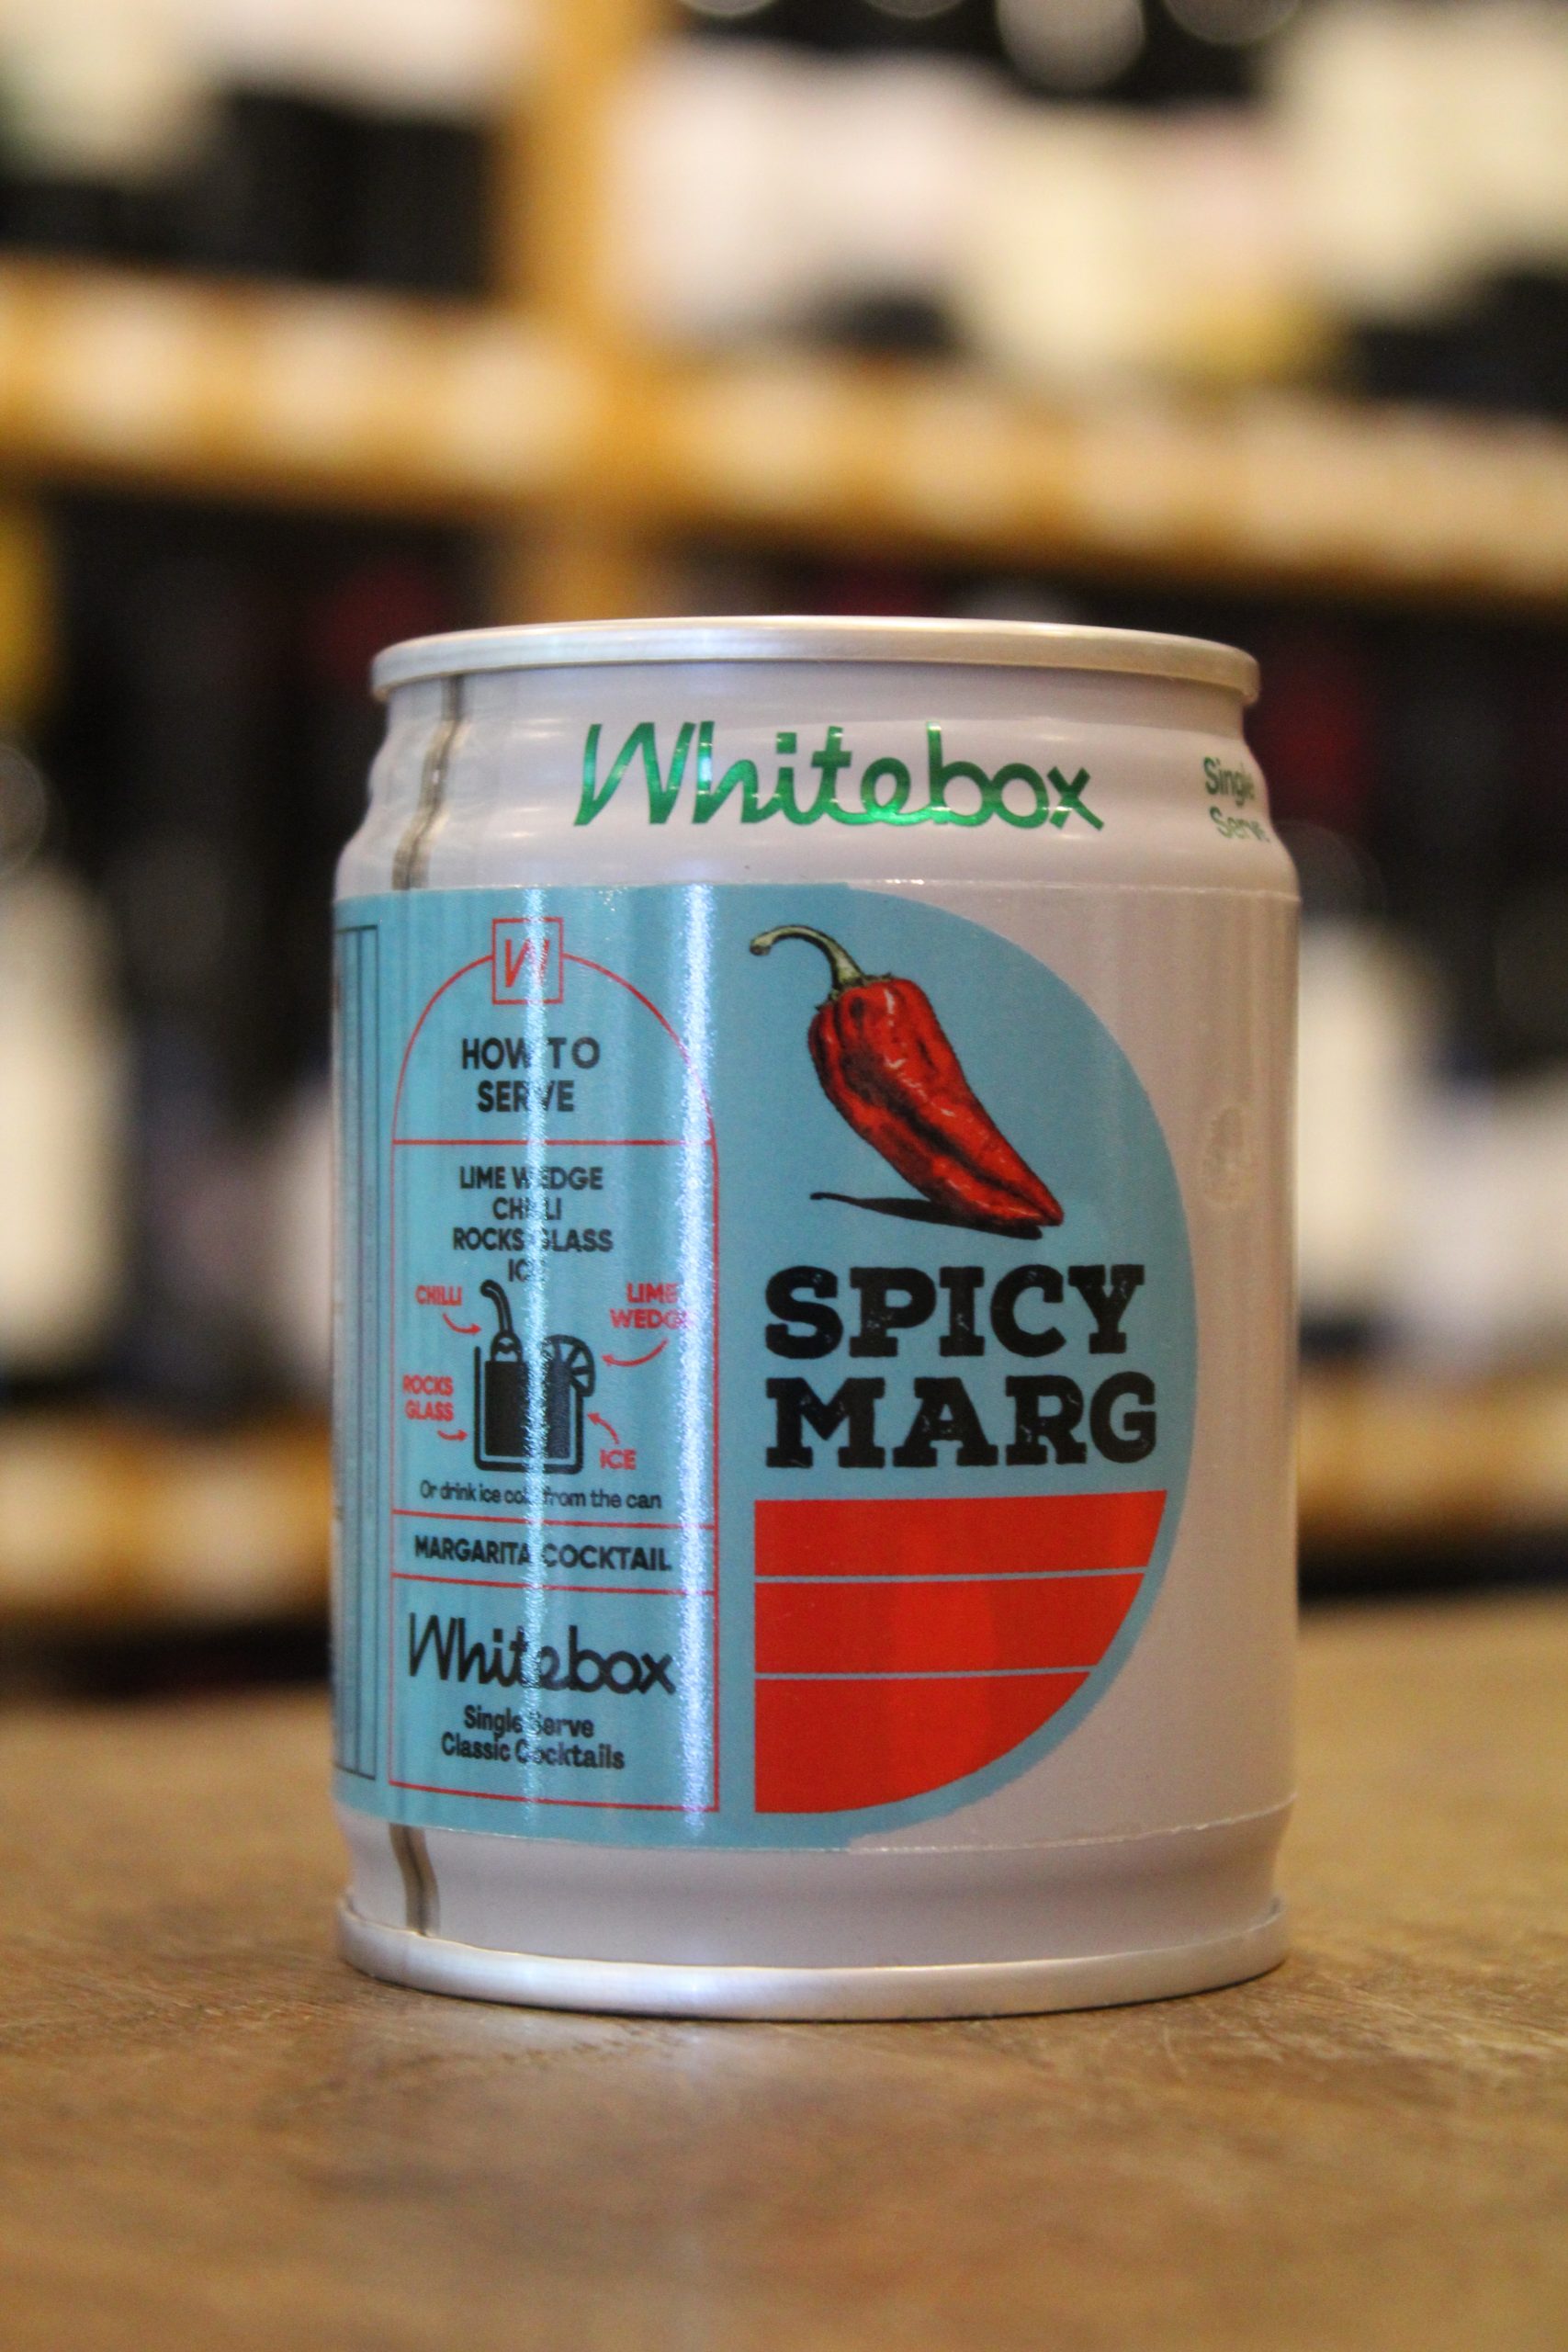 Whitebox
Single
Serve
W
HOW TO
SERVE
LIME WEDGE
CHILLI
ROCKS GLASS
ICE
CHILLI
LIME
WEDGE
ROCKS
GLASS
ICE
Or drink ice cold from the can
MARGARITA COCKTAIL
Whitebox
Single Serve
Classic Cocktails
SPICY
MARG